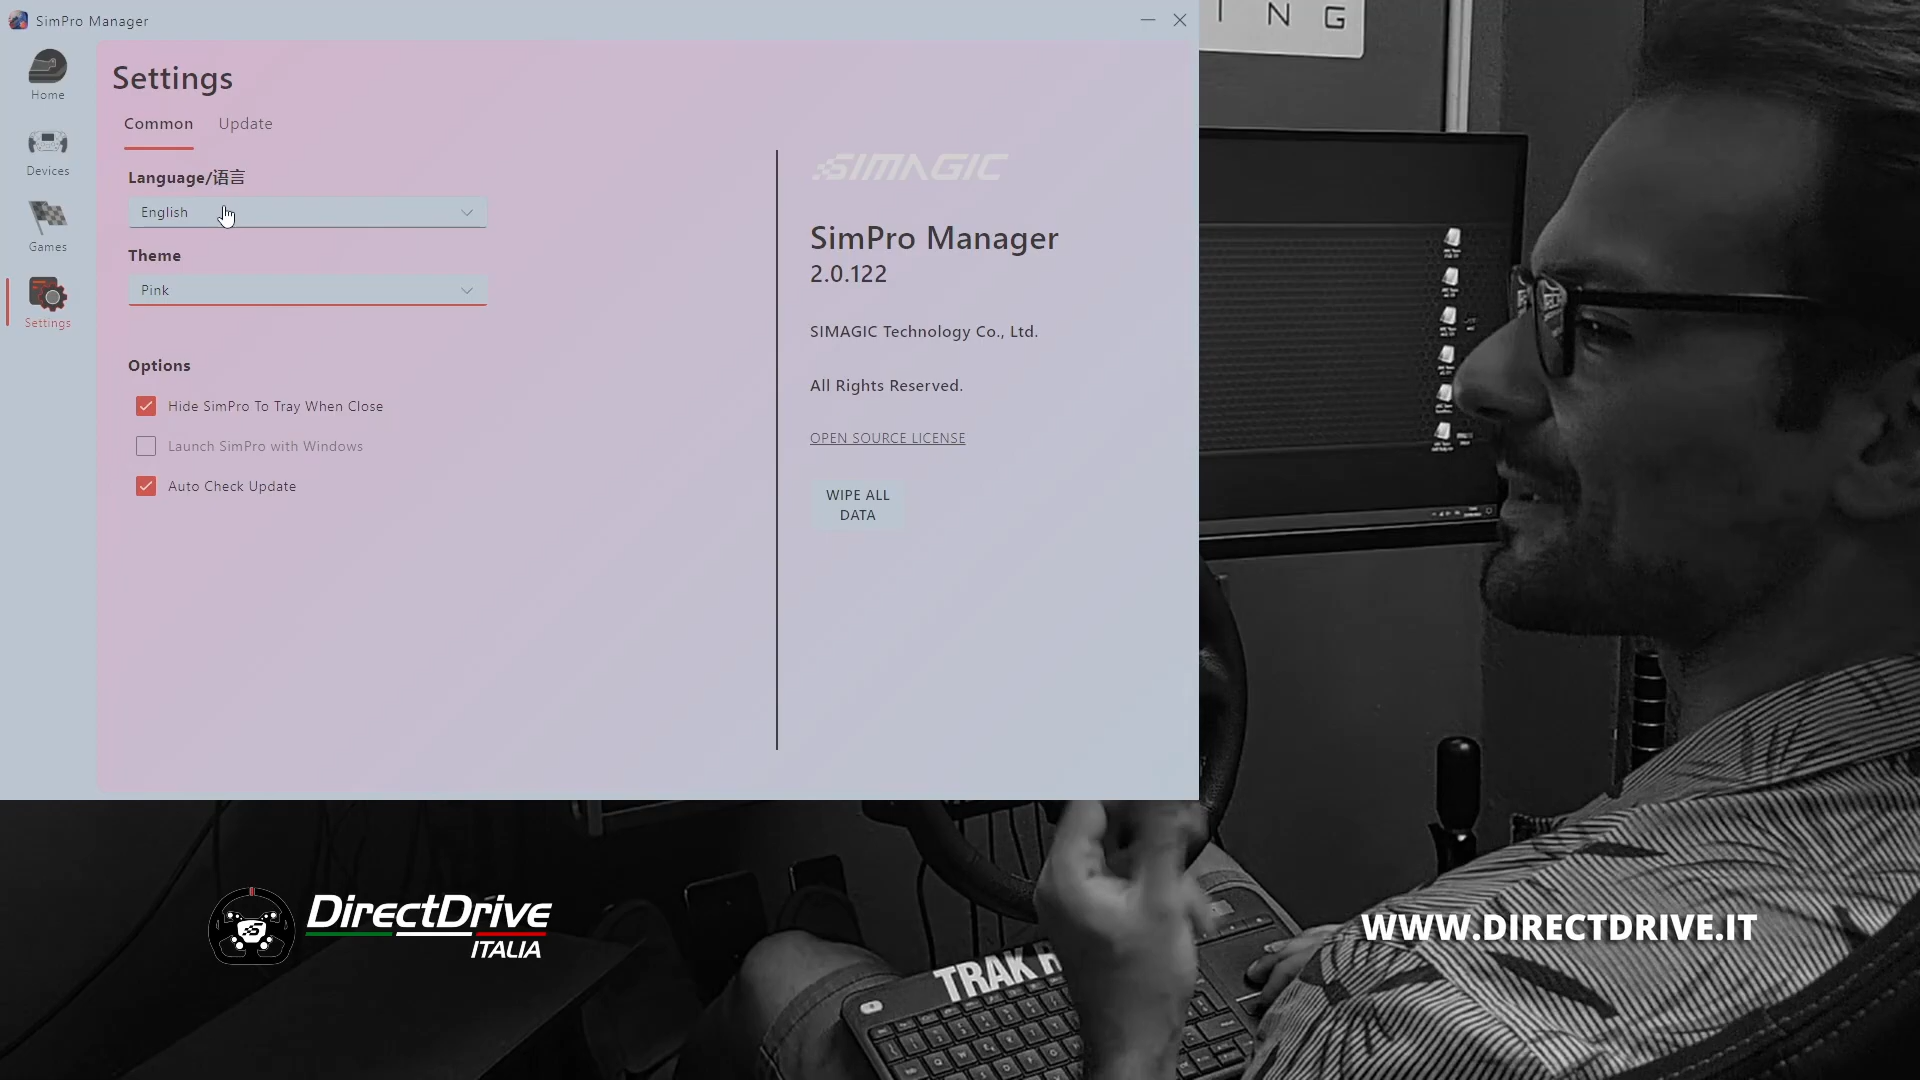 SimPro Manager
I N G
Home
Devices
Games
Settings
Settings
Common
Update
Language/语言
English
Theme
Pink
Options
Hide SimPro To Tray When Close
Launch SimPro with Windows
Auto Check Update
SIMAGIC
SimPro Manager
2.0.122
SIMAGIC Technology Co., Ltd.
All Rights Reserved.
OPEN SOURCE LICENSE
WIPE ALL
DATA
DirectDrive
ITALIA
WWW.DIRECTDRIVE.IT
TRAK R